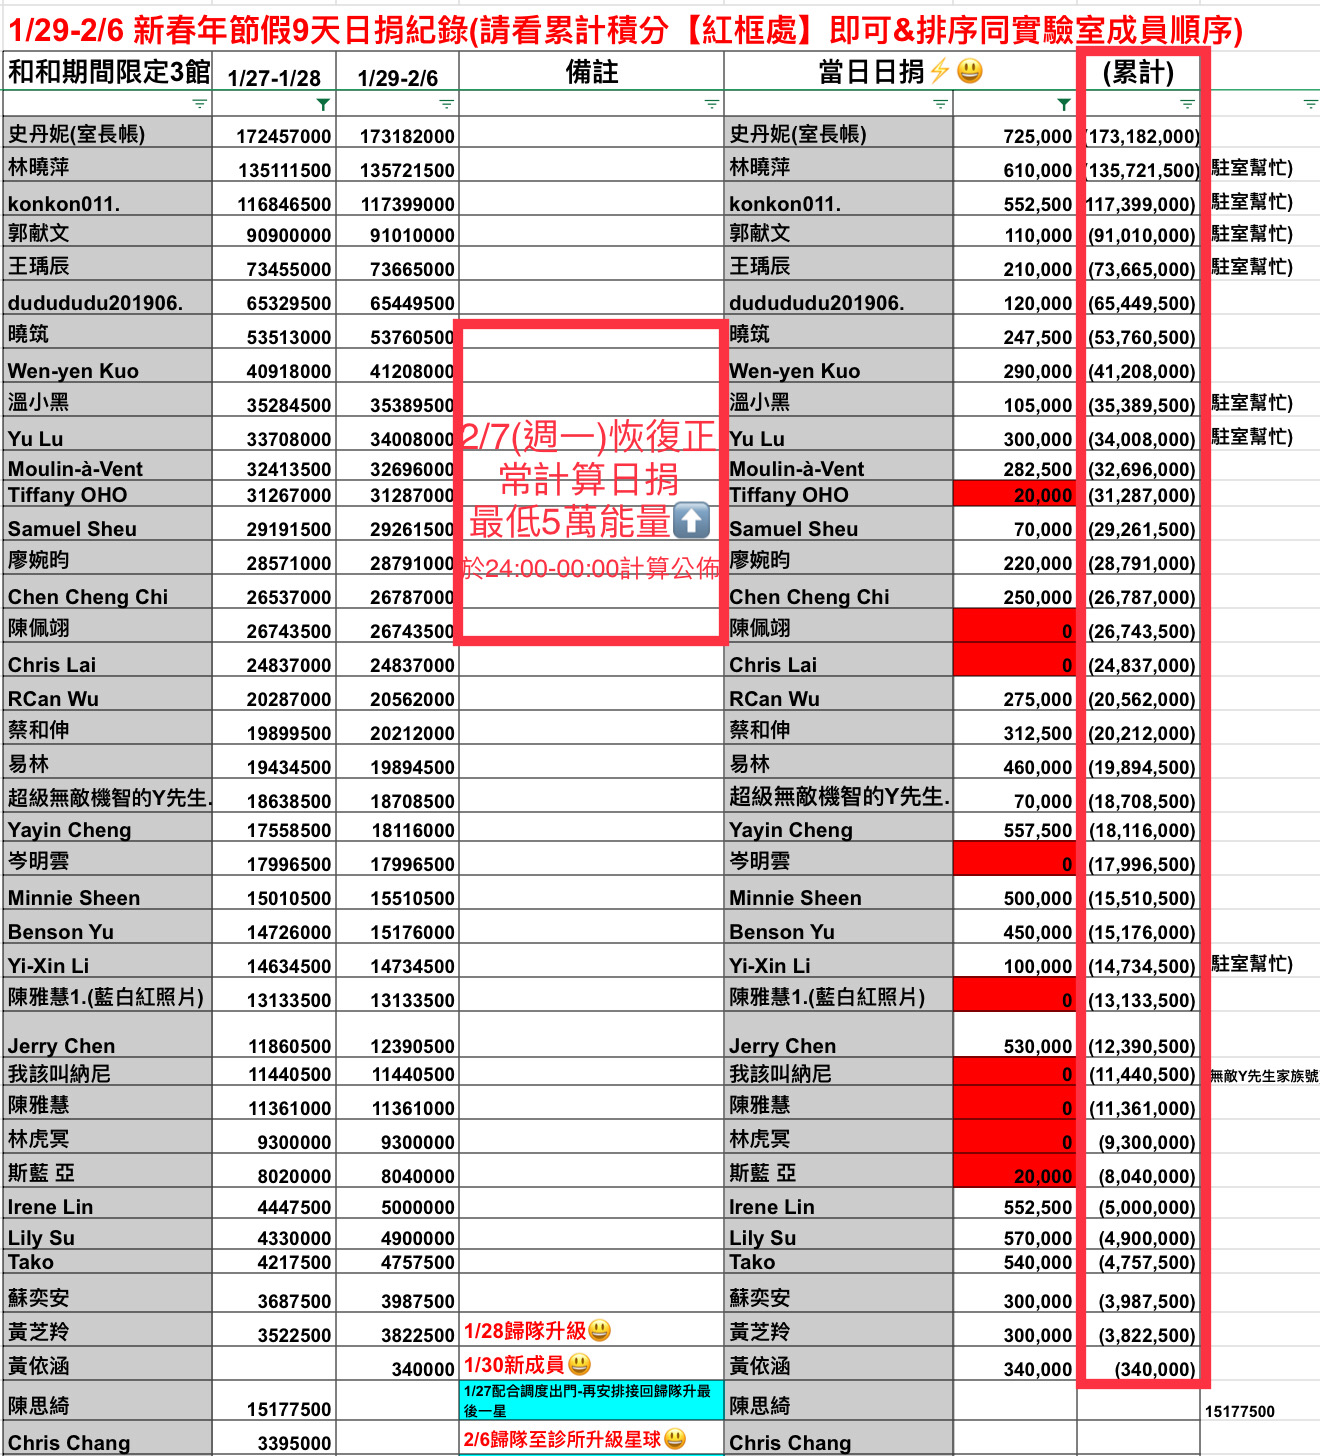 1/29-2/6 新春年節假9天日捐紀錄(請看累計積分【紅框處】即可&排序同實驗室成員順序)
和和期間限定3館 1/27-1/28 1/29-2/6 備註 當日日捐⚡😃 (累計)
史丹妮(室長帳) 172457000 173182000 史丹妮(室長帳) 725,000 (173,182,000)
林曉萍 135111500 135721500 林曉萍 610,000 (135,721,500) 駐室幫忙)
konkon011. 116846500 117399000 konkon011. 552,500 117,399,000) 駐室幫忙)
郭献文 90900000 91010000 郭献文 110,000 (91,010,000) 駐室幫忙)
王瑀辰 73455000 73665000 王瑀辰 210,000 (73,665,000) 駐室幫忙)
dudududu201906. 65329500 65449500 dudududu201906. 120,000 (65,449,500)
曉筑 53513000 53760500 曉筑 247,500 (53,760,500)
Wen-yen Kuo 40918000 41208000 Wen-yen Kuo 290,000 (41,208,000)
溫小黑 35284500 35389500 溫小黑 105,000 (35,389,500) 駐室幫忙)
Yu Lu 33708000 34008000 Yu Lu 300,000 (34,008,000) 駐室幫忙)
2/7(週一)恢復正
常計算日捐
最低5萬能量⬆️
於24:00-00:00計算公佈
Moulin-à-Vent 32413500 32696000 Moulin-à-Vent 282,500 (32,696,000)
Tiffany OHO 31267000 31287000 Tiffany OHO 20,000 (31,287,000)
Samuel Sheu 29191500 29261500 Samuel Sheu 70,000 (29,261,500)
廖婉昀 28571000 28791000 廖婉昀 220,000 (28,791,000)
Chen Cheng Chi 26537000 26787000 Chen Cheng Chi 250,000 (26,787,000)
陳佩翊 26743500 26743500 陳佩翊 0 (26,743,500)
Chris Lai 24837000 24837000 Chris Lai 0 (24,837,000)
RCan Wu 20287000 20562000 RCan Wu 275,000 (20,562,000)
蔡和伸 19899500 20212000 蔡和伸 312,500 (20,212,000)
易林 19434500 19894500 易林 460,000 (19,894,500)
超級無敵機智的Y先生. 18638500 18708500 超級無敵機智的Y先生. 70,000 (18,708,500)
Yayin Cheng 17558500 18116000 Yayin Cheng 557,500 (18,116,000)
岑明雲 17996500 17996500 岑明雲 0 (17,996,500)
Minnie Sheen 15010500 15510500 Minnie Sheen 500,000 (15,510,500)
Benson Yu 14726000 15176000 Benson Yu 450,000 (15,176,000)
Yi-Xin Li 14634500 14734500 Yi-Xin Li 100,000 (14,734,500) 駐室幫忙)
陳雅慧1.(藍白紅照片) 13133500 13133500 陳雅慧1.(藍白紅照片) 0 (13,133,500)
Jerry Chen 11860500 12390500 Jerry Chen 530,000 (12,390,500)
我該叫納尼 11440500 11440500 我該叫納尼 0 (11,440,500) 無敵Y先生家族號
陳雅慧 11361000 11361000 陳雅慧 0 (11,361,000)
林虎冥 9300000 9300000 林虎冥 0 (9,300,000)
斯藍 亞 8020000 8040000 斯藍 亞 20,000 (8,040,000)
Irene Lin 4447500 5000000 Irene Lin 552,500 (5,000,000)
Lily Su 4330000 4900000 Lily Su 570,000 (4,900,000)
Tako 4217500 4757500 Tako 540,000 (4,757,500)
蘇奕安 3687500 3987500 蘇奕安 300,000 (3,987,500)
黃芝羚 3522500 3822500 1/28歸隊升級😃 黃芝羚 300,000 (3,822,500)
黃依涵 340000 1/30新成員😃 黃依涵 340,000 (340,000)
陳思綺 15177500 1/27配合調度出門-再安排接回歸隊升最 陳思綺 15177500
後一星
Chris Chang 3395000 2/6歸隊至診所升級星球😃 Chris Chang